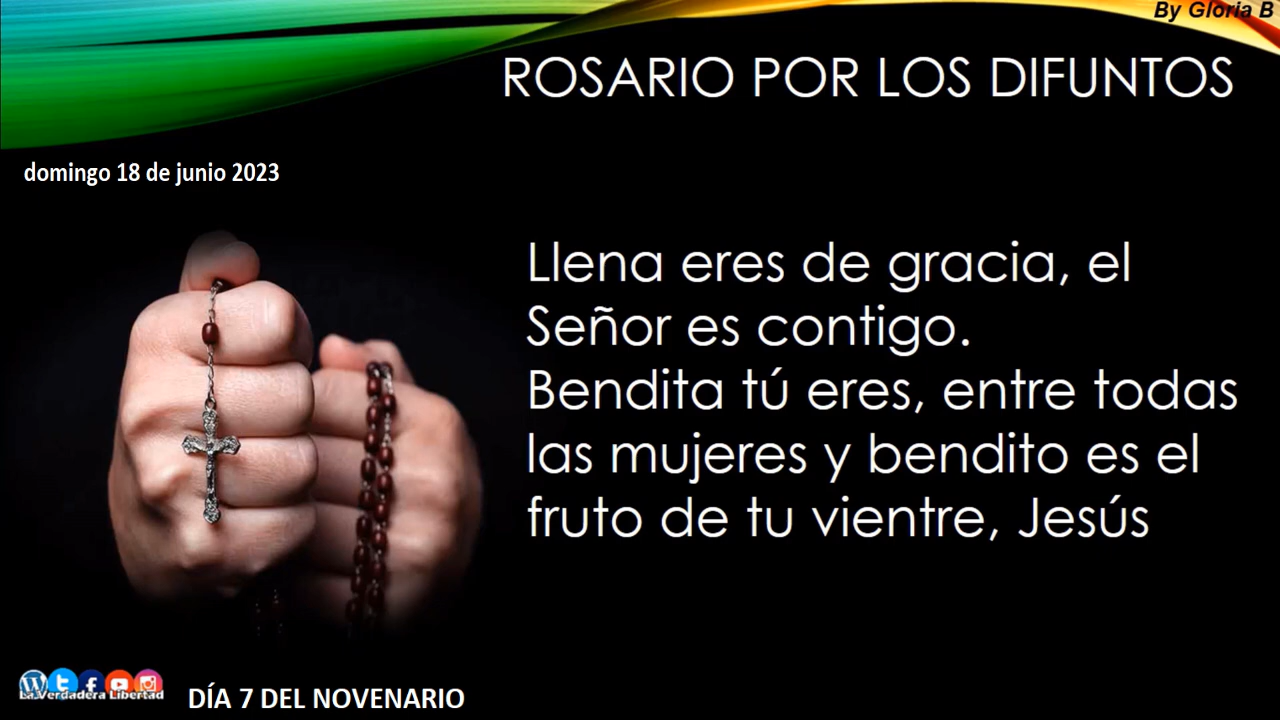 By Gloria B
ROSARIO POR LOS DIFUNTOS
domingo 18 de junio 2023
Llena eres de gracia, el
Señor es contigo.
Bendita tú eres, entre todas
las mujeres y bendito es el
fruto de tu vientre, Jesús
La Verdadera Libertad
DÍA 7 DEL NOVENARIO